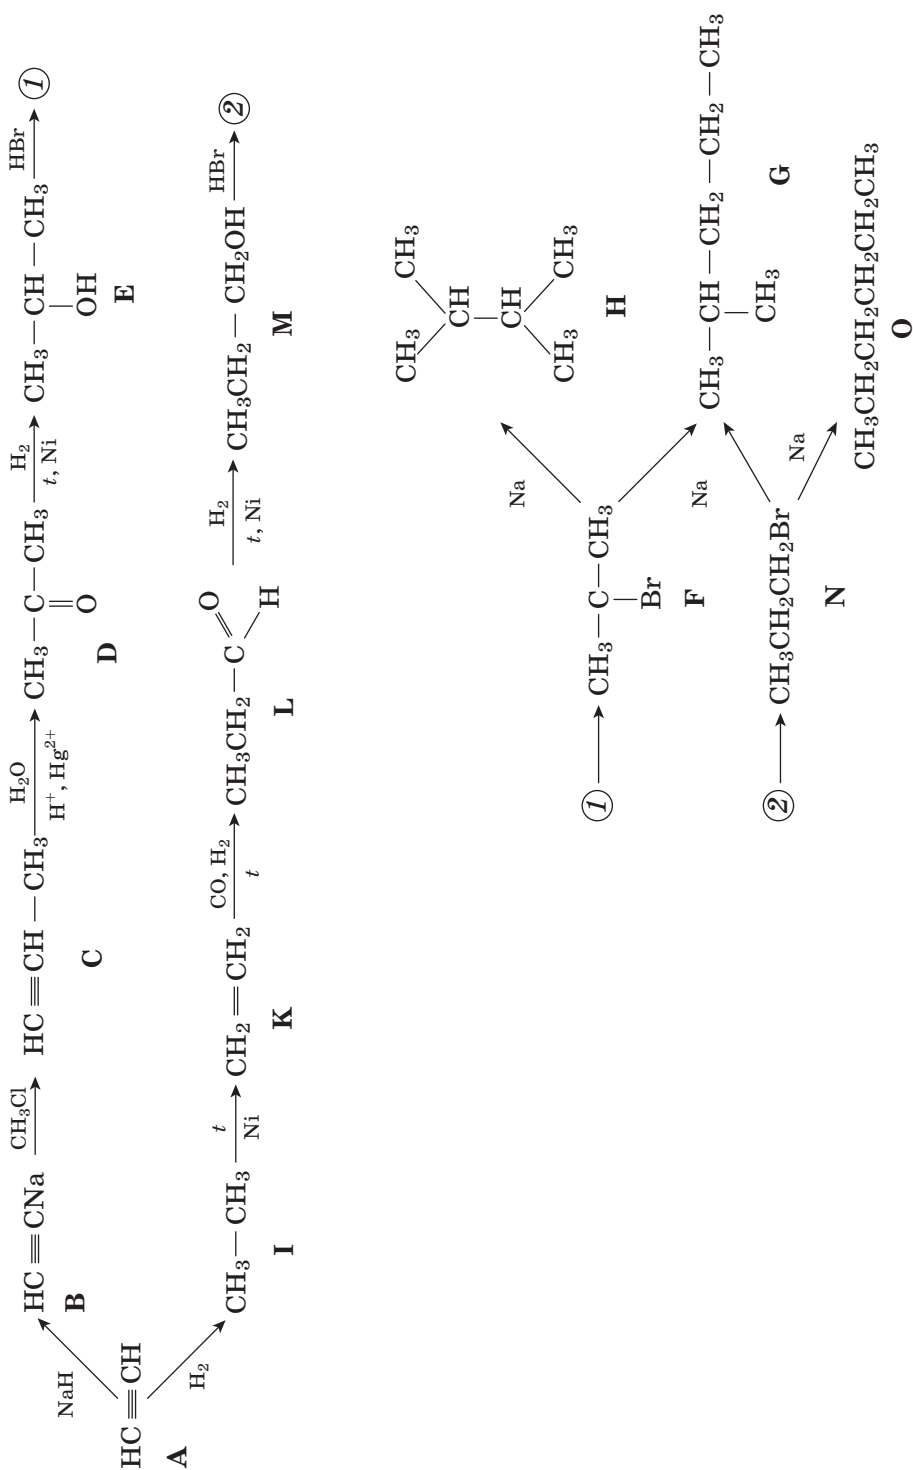 NaH
CH₃Cl
H₂O
H₂
HBr
HC≡CNa
HC≡CH—CH₃
H⁺, Hg²⁺
CH₃—C—CH₃
t, Ni
CH₃—CH—CH₃
①
O
OH
B
C
D
E
HC≡CH
A
H₂
t
CO, H₂
H₂
HBr
CH₃—CH₃
Ni
CH₂=CH₂
t
CH₃CH₂—C
O
H
t, Ni
CH₃CH₂—CH₂OH
②
I
K
L
M
CH₃
CH₃
CH
CH
CH₃
CH₃
H
Na
①
CH₃—C—CH₃
Br
F
Na
CH₃—CH—CH₂—CH₂—CH₃
CH₃
G
②
CH₃CH₂CH₂Br
N
Na
CH₃CH₂CH₂CH₂CH₂CH₃
O